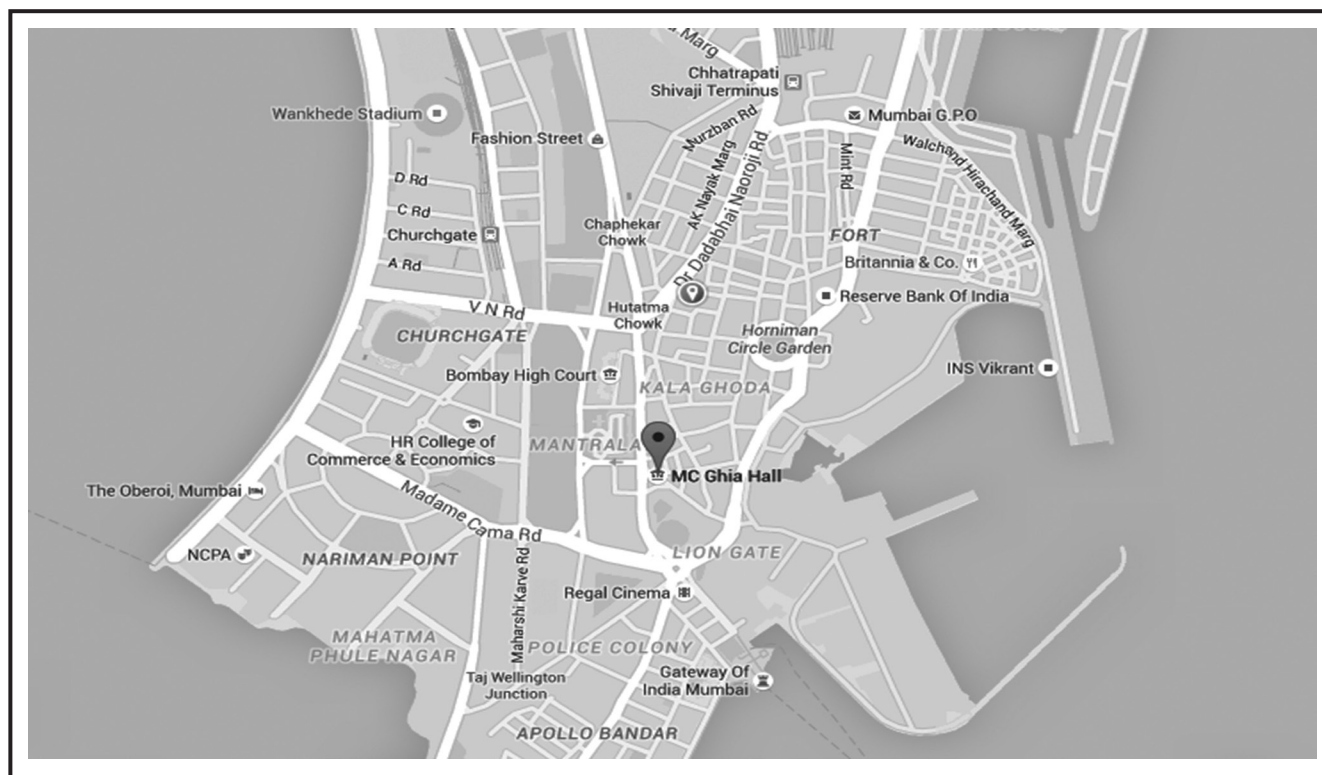 Marg
Chhatrapati
Shivaji Terminus
Wankhede Stadium
Mumbai G.P.O
Fashion Street
Murzban Rd
AK Nayak Marg
Dr Dadabhai Naoroji Rd
Mint Rd
Walchand Hirachand Marg
D Rd
C Rd
Churchgate
A Rd
Chaphekar
Chowk
FORT
Britannia & Co.
Reserve Bank Of India
V N Rd
Hutatma
Chowk
CHURCHGATE
Horniman
Circle Garden
Bombay High Court
KALA GHODA
INS Vikrant
HR College of
Commerce & Economics
MANTRALA
MC Ghia Hall
The Oberoi, Mumbai
Madame Cama Rd
NCPA
NARIMAN POINT
LION GATE
Maharshi Karve Rd
Regal Cinema
MAHATMA
PHULE NAGAR
POLICE COLONY
Taj Wellington
Junction
Gateway Of
India Mumbai
APOLLO BANDAR